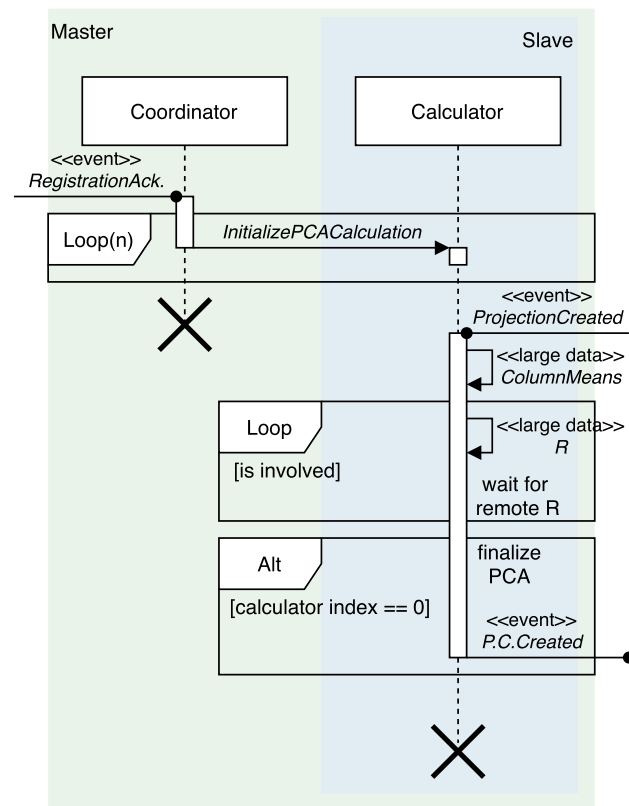 Master
Slave
Coordinator
Calculator
<<event>>
RegistrationAck.
Loop(n)
InitializePCACalculation
<<event>>
ProjectionCreated
<<large data>>
ColumnMeans
Loop
<<large data>>
R
[is involved]
wait for
remote R
Alt
finalize
PCA
[calculator index == 0]
<<event>>
P.C.Created